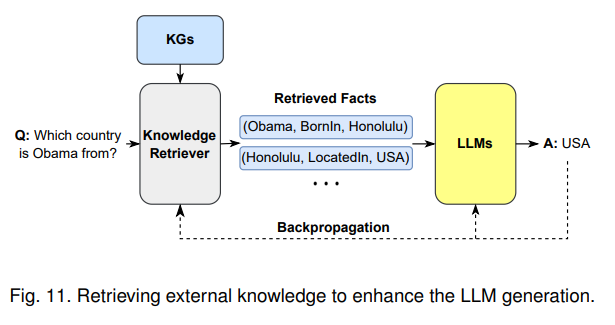 KGs
Retrieved Facts
Q: Which country
is Obama from?
Knowledge
Retriever
(Obama, BornIn, Honolulu)
(Honolulu, LocatedIn, USA)
...
LLMs
A: USA
Backpropagation
Fig. 11. Retrieving external knowledge to enhance the LLM generation.